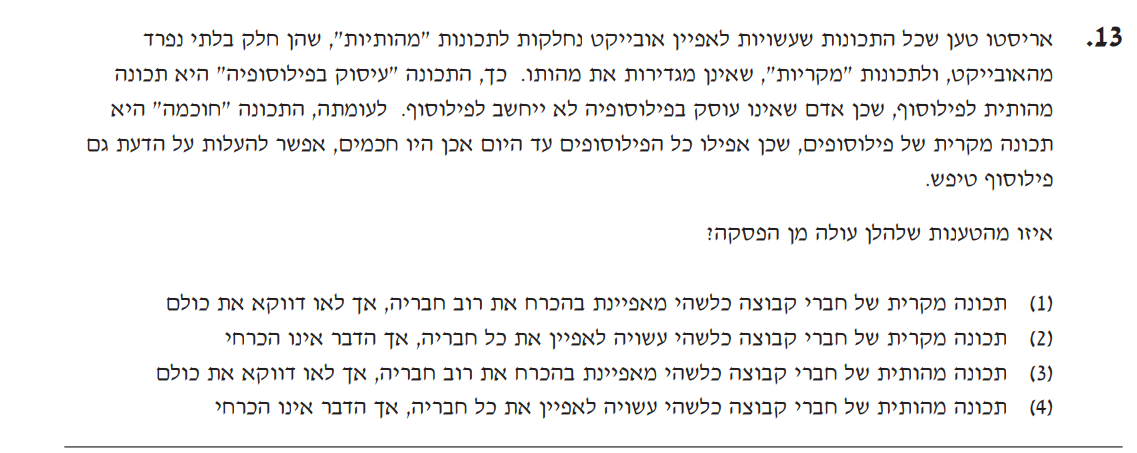 13. אריסטו טען שכל התכונות שעשויות לאפיין אובייקט נחלקות לתכונות "מהותיות", שהן חלק בלתי נפרד
מהאובייקט, ולתכונות "מקריות", שאינן מגדירות את מהותו. כך, התכונה "עיסוק בפילוסופיה" היא תכונה
מהותית לפילוסוף, שכן אדם שאינו עוסק בפילוסופיה לא ייחשב לפילוסוף. לעומתה, התכונה "חוכמה" היא
תכונה מקרית של פילוסופים, שכן אפילו כל הפילוסופים עד היום אכן היו חכמים, אפשר להעלות על הדעת גם
פילוסוף טיפש.
איזו מהטענות שלהלן עולה מן הפסקה?
(1) תכונה מקרית של חברי קבוצה כלשהי מאפיינת בהכרח את רוב חבריה, אך לאו דווקא את כולם
(2) תכונה מקרית של חברי קבוצה כלשהי עשויה לאפיין את כל חבריה, אך הדבר אינו הכרחי
(3) תכונה מהותית של חברי קבוצה כלשהי מאפיינת בהכרח את רוב חבריה, אך לאו דווקא את כולם
(4) תכונה מהותית של חברי קבוצה כלשהי עשויה לאפיין את כל חבריה, אך הדבר אינו הכרחי